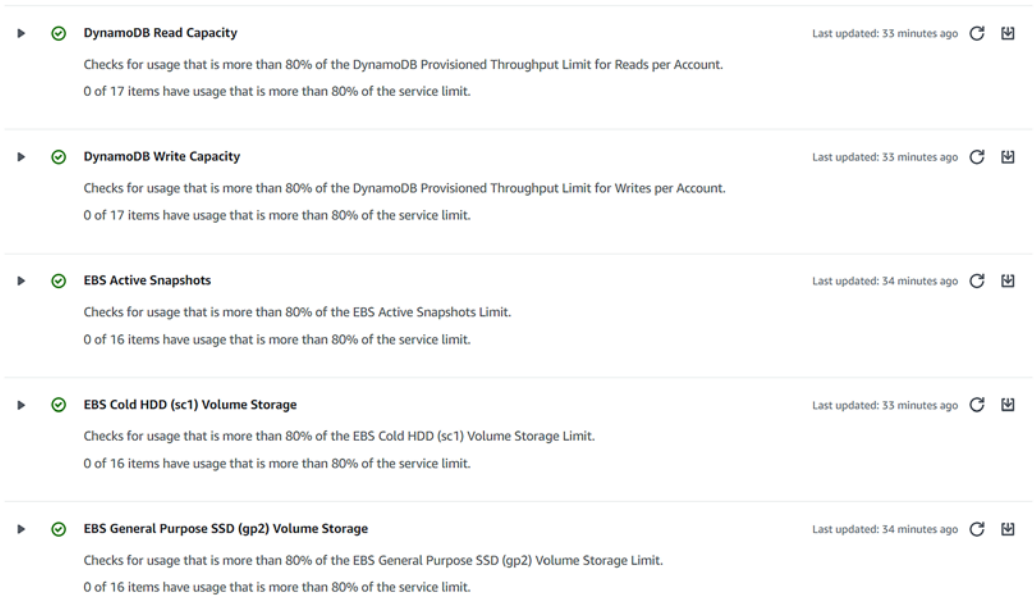 DynamoDB Read Capacity Last updated: 33 minutes ago
Checks for usage that is more than 80% of the DynamoDB Provisioned Throughput Limit for Reads per Account.
0 of 17 items have usage that is more than 80% of the service limit.
DynamoDB Write Capacity Last updated: 33 minutes ago
Checks for usage that is more than 80% of the DynamoDB Provisioned Throughput Limit for Writes per Account.
0 of 17 items have usage that is more than 80% of the service limit.
EBS Active Snapshots Last updated: 34 minutes ago
Checks for usage that is more than 80% of the EBS Active Snapshots Limit.
0 of 16 items have usage that is more than 80% of the service limit.
EBS Cold HDD (sc1) Volume Storage Last updated: 33 minutes ago
Checks for usage that is more than 80% of the EBS Cold HDD (sc1) Volume Storage Limit.
0 of 16 items have usage that is more than 80% of the service limit.
EBS General Purpose SSD (gp2) Volume Storage Last updated: 34 minutes ago
Checks for usage that is more than 80% of the EBS General Purpose SSD (gp2) Volume Storage Limit.
0 of 16 items have usage that is more than 80% of the service limit.